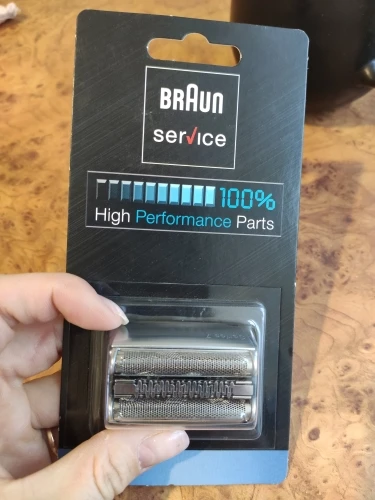 BRAUN
service
100%
High Performance Parts